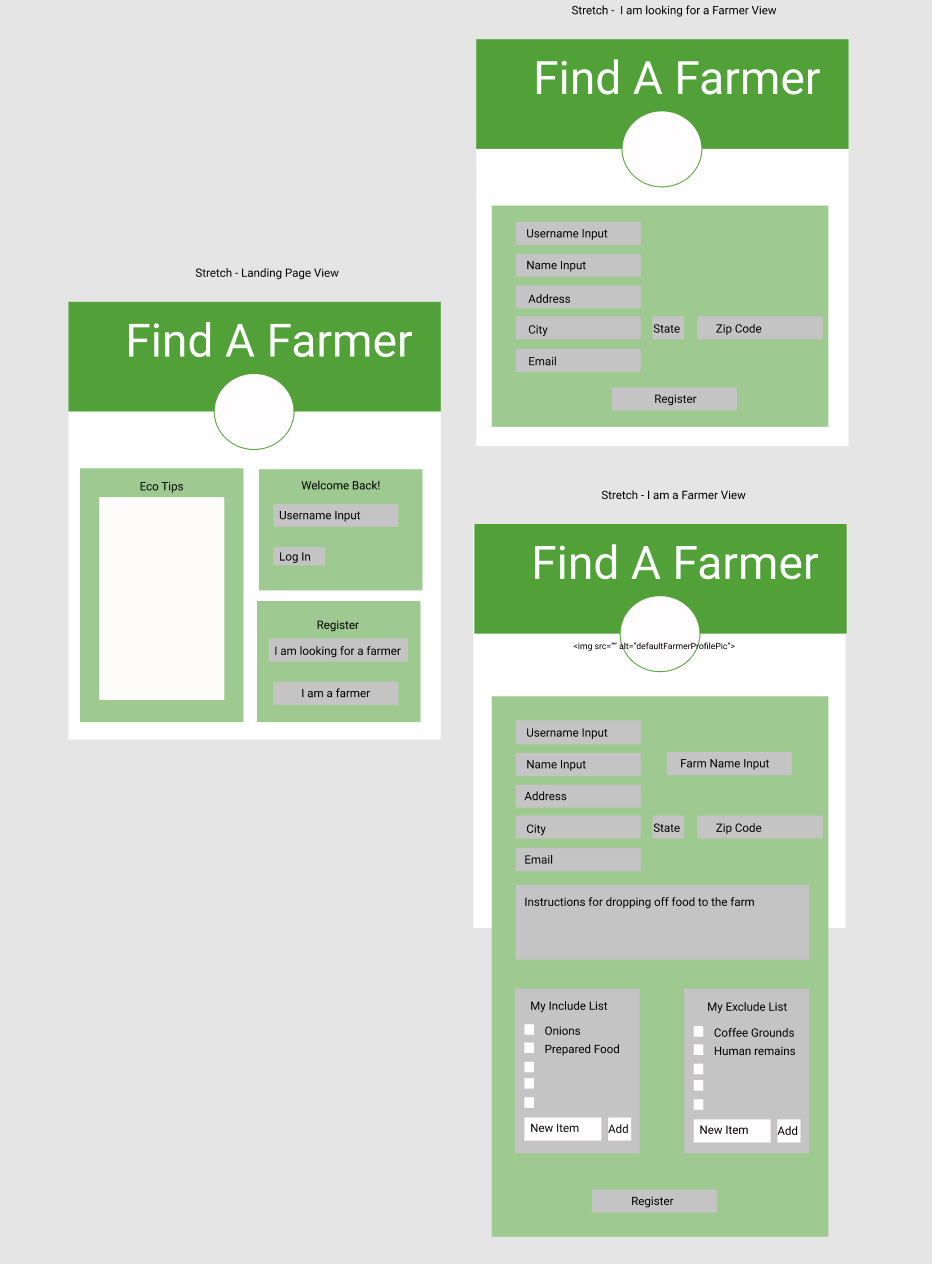 Stretch -  I am looking for a Farmer View
Find A Farmer
Username Input
Name Input
Address
City
State
Zip Code
Email
Register
Stretch - Landing Page View
Find A Farmer
Eco Tips
Welcome Back!
Username Input
Log In
Register
I am looking for a farmer
I am a farmer
Stretch - I am a Farmer View
Find A Farmer
<img src="" alt="defaultFarmerProfilePic">
Username Input
Name Input
Farm Name Input
Address
City
State
Zip Code
Email
Instructions for dropping off food to the farm
My Include List
Onions
Prepared Food
New Item
Add
My Exclude List
Coffee Grounds
Human remains
New Item
Add
Register